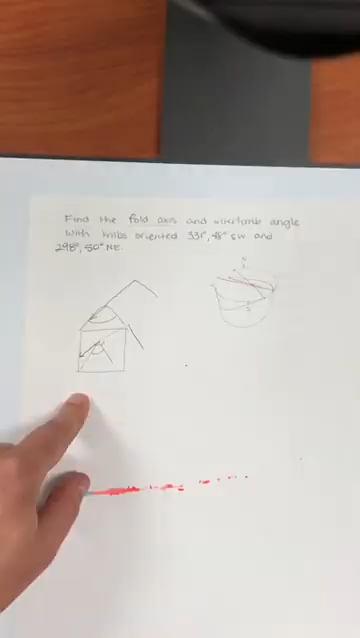 Find the fold axis and interlimb angle
with limbs oriented 331°, 48° SW and
298°, 50° NE.
N
S